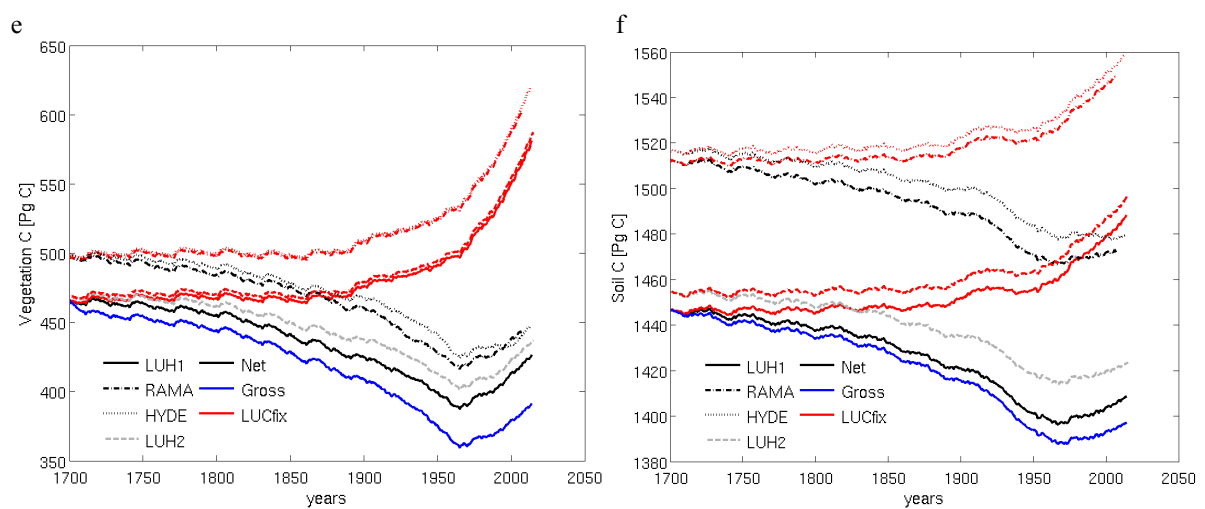 e
650
600
550
500
450
400
350
Vegetation C [Pg C]
LUH1 Net
RAMA Gross
HYDE LUCfix
LUH2
1700 1750 1800 1850 1900 1950 2000 2050
years
f
1560
1540
1520
1500
1480
1460
1440
1420
1400
1380
Soil C [Pg C]
LUH1 Net
RAMA Gross
HYDE LUCfix
LUH2
1700 1750 1800 1850 1900 1950 2000 2050
years